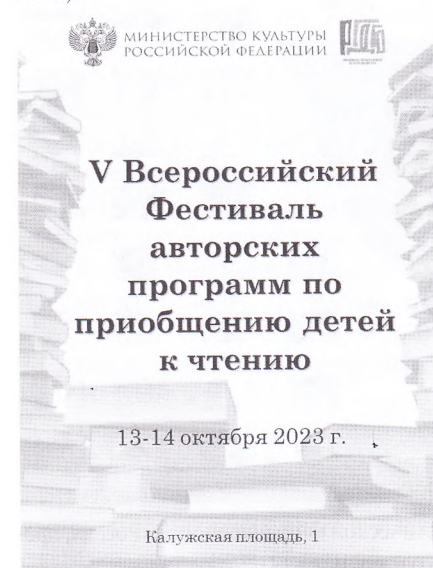 МИНИСТЕРСТВО КУЛЬТУРЫ
РОССИЙСКОЙ ФЕДЕРАЦИИ
РГДБ
V Всероссийский
Фестиваль
авторских
программ по
приобщению детей
к чтению
13-14 октября 2023 г.
Калужская площадь, 1